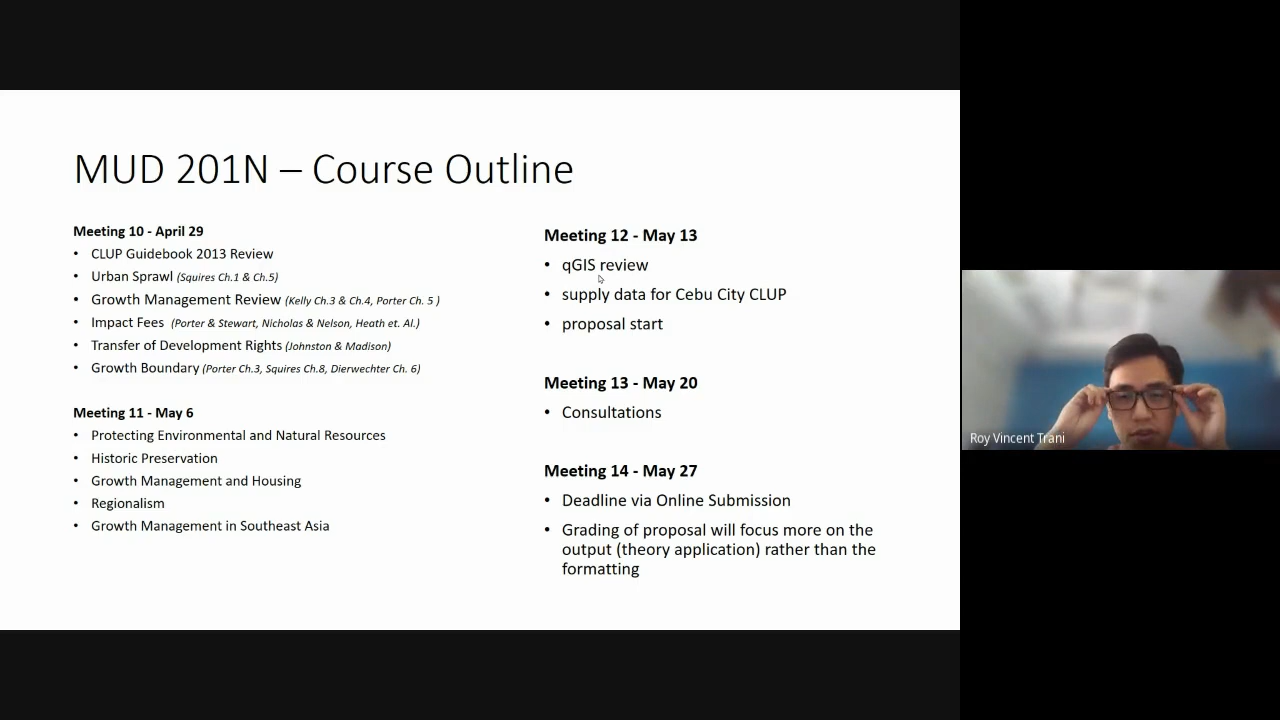 MUD 201N – Course Outline
Meeting 10 - April 29
• CLUP Guidebook 2013 Review
• Urban Sprawl (Squires Ch.1 & Ch.5)
• Growth Management Review (Kelly Ch.3 & Ch.4, Porter Ch. 5 )
• Impact Fees (Porter & Stewart, Nicholas & Nelson, Heath et. Al.)
• Transfer of Development Rights (Johnston & Madison)
• Growth Boundary (Porter Ch.3, Squires Ch.8, Dierwechter Ch. 6)
Meeting 11 - May 6
• Protecting Environmental and Natural Resources
• Historic Preservation
• Growth Management and Housing
• Regionalism
• Growth Management in Southeast Asia
Meeting 12 - May 13
• qGIS review
• supply data for Cebu City CLUP
• proposal start
Meeting 13 - May 20
• Consultations
Meeting 14 - May 27
• Deadline via Online Submission
• Grading of proposal will focus more on the
output (theory application) rather than the
formatting
Roy Vincent Trani